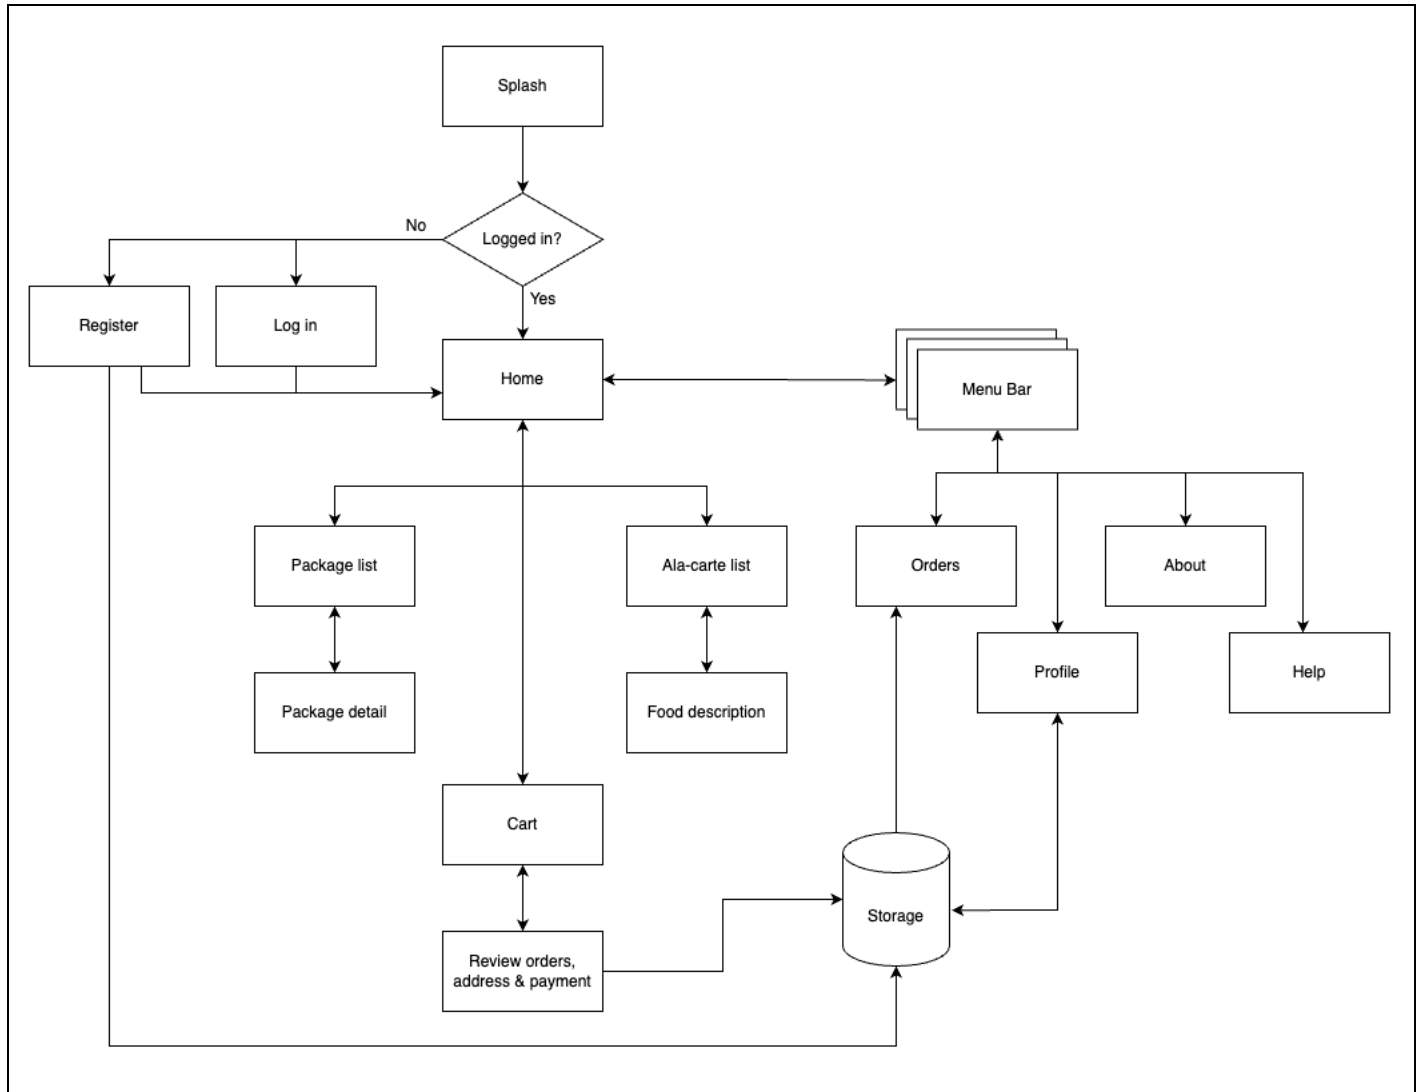 Splash
No
Logged in?
Yes
Register
Log in
Home
Menu Bar
Package list
Ala-carte list
Orders
About
Profile
Help
Package detail
Food description
Cart
Storage
Review orders,
address & payment